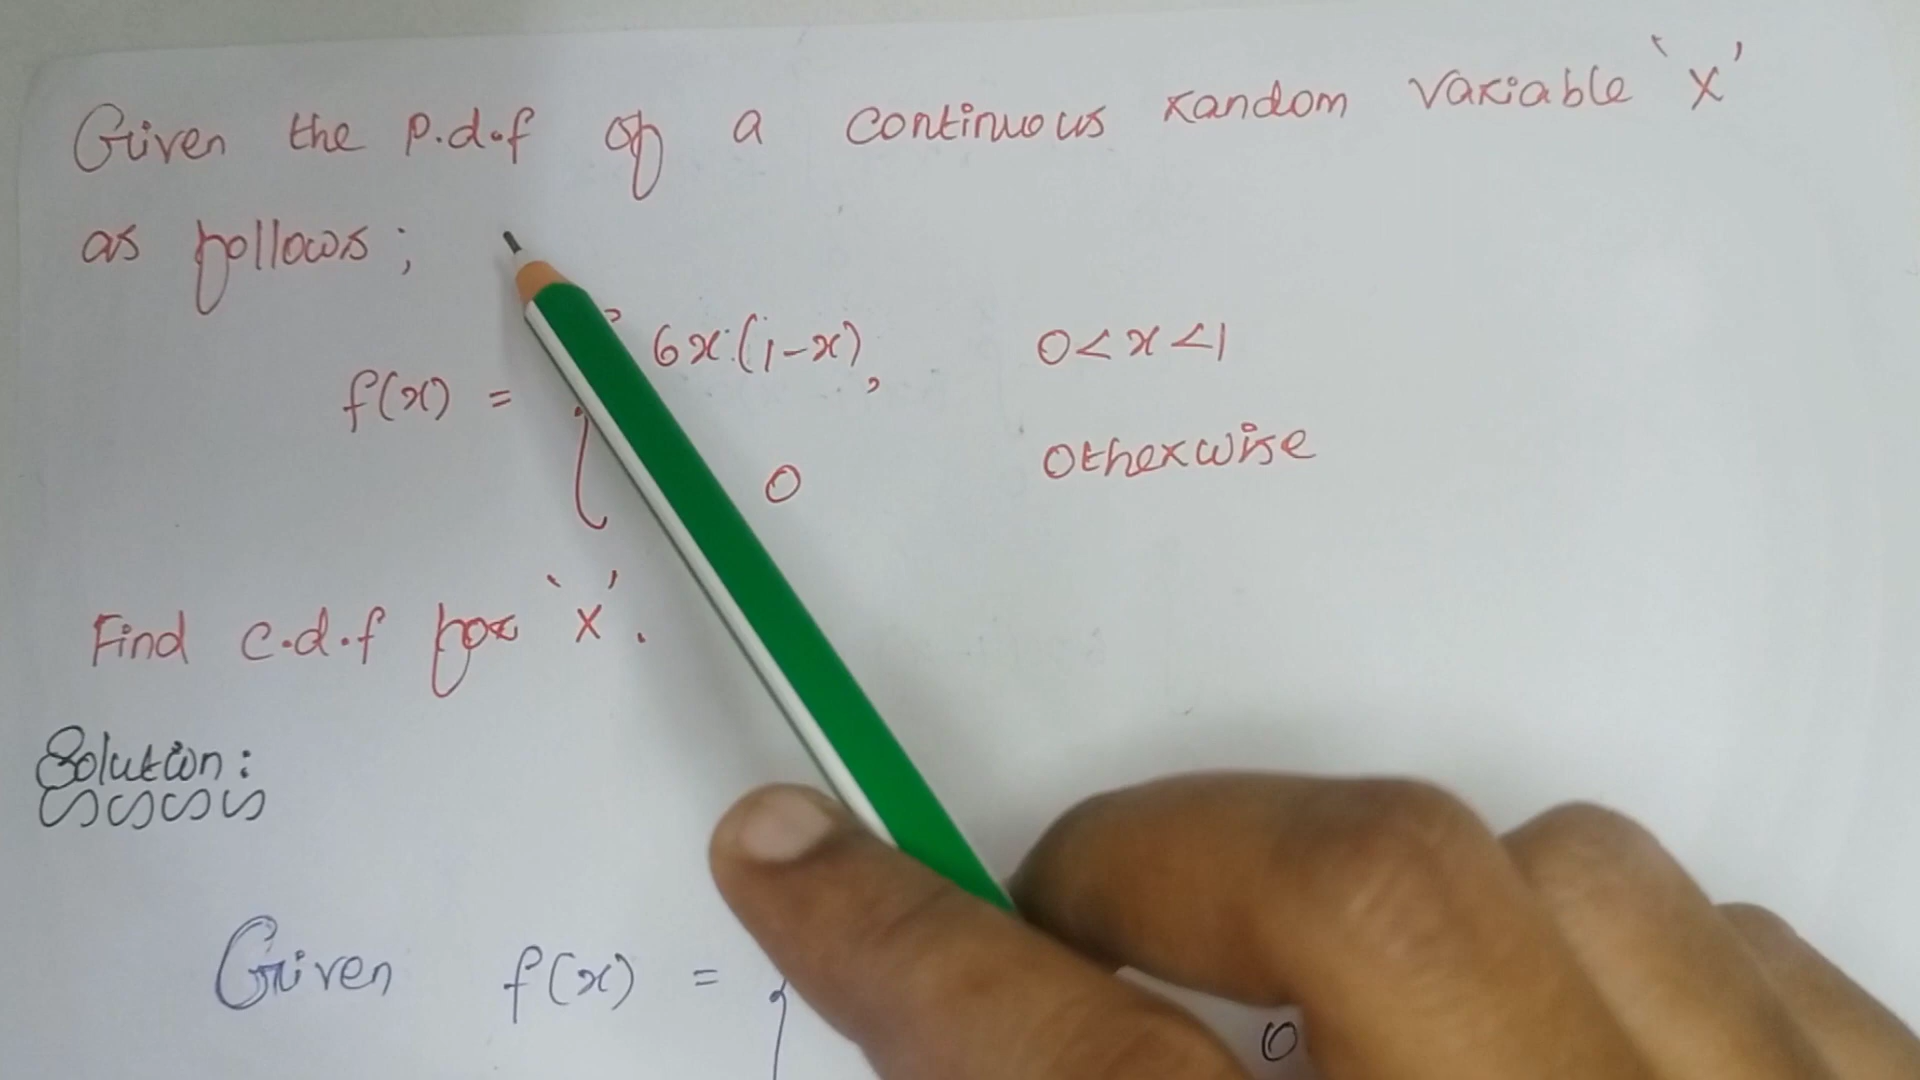 Given the p.d.f of a continuous random variable 'X'
as follows;
f(x) = { 6x(1-x), 0<x<1
0 otherwise
Find c.d.f for 'X'.
Solution:
Given f(x) = {
0